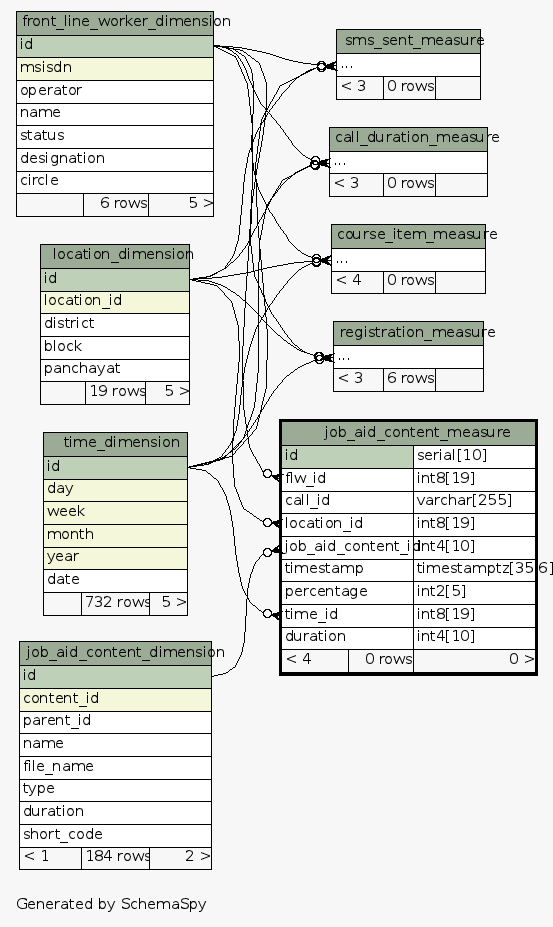 front_line_worker_dimension
id
msisdn
operator
name
status
designation
circle
6 rows 5 >
location_dimension
id
location_id
district
block
panchayat
19 rows 5 >
time_dimension
id
day
week
month
year
date
732 rows 5 >
job_aid_content_dimension
id
content_id
parent_id
name
file_name
type
duration
short_code
< 1 184 rows 2 >
sms_sent_measure
...
< 3 0 rows
call_duration_measure
...
< 3 0 rows
course_item_measure
...
< 4 0 rows
registration_measure
...
< 3 6 rows
job_aid_content_measure
id serial[10]
flw_id int8[19]
call_id varchar[255]
location_id int8[19]
job_aid_content_id int4[10]
timestamp timestamptz[35,6]
percentage int2[5]
time_id int8[19]
duration int4[10]
< 4 0 rows 0 >
Generated by SchemaSpy